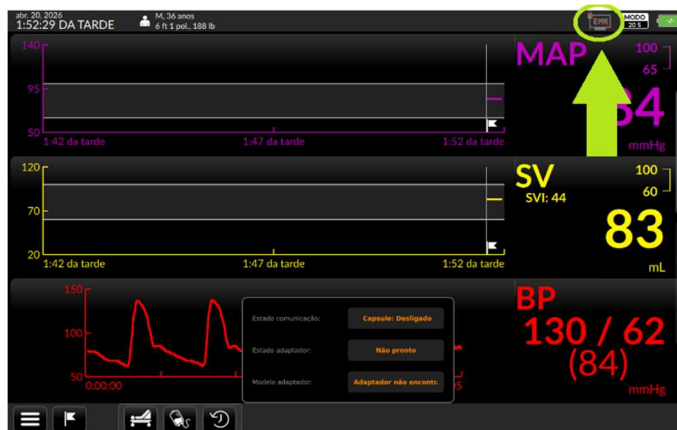 abr. 20, 2026
1:52:29 DA TARDE
M, 36 anos
6 ft 1 pol., 188 lb
EMR
MODO
20 S
140
95
50
1:42 da tarde
1:47 da tarde
1:52 da tarde
MAP
100
65
mmHg
120
70
20
1:42 da tarde
1:47 da tarde
1:52 da tarde
SV
SVI: 44
100
60
83
mL
150
100
50
0:00:00
BP
130 / 62
(84)
mmHg
Estado comunicação:
Capsule: Desligado
Estado adaptador:
Não pronto
Modelo adaptador:
Adaptador não encontr.